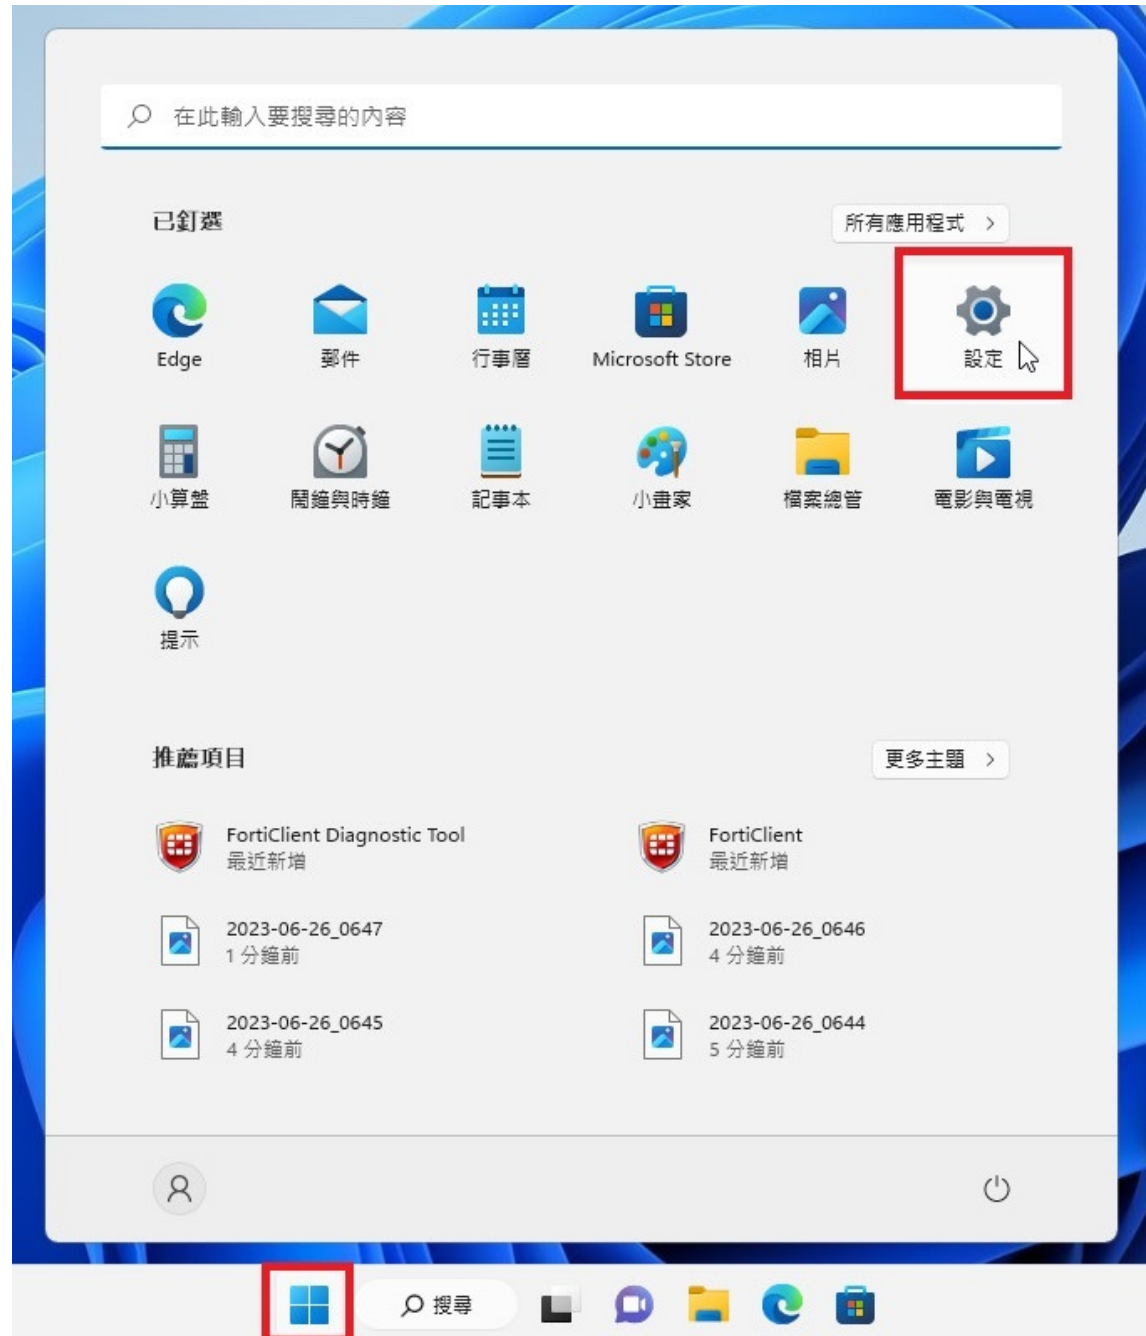 在此輸入要搜尋的內容
已釘選
所有應用程式
Edge
郵件
行事曆
Microsoft Store
相片
設定
小算盤
鬧鐘與時鐘
記事本
小畫家
檔案總管
電影與電視
提示
推薦項目
更多主題
FortiClient Diagnostic Tool
最近新增
FortiClient
最近新增
2023-06-26_0647
1 分鐘前
2023-06-26_0646
4 分鐘前
2023-06-26_0645
4 分鐘前
2023-06-26_0644
5 分鐘前
搜尋